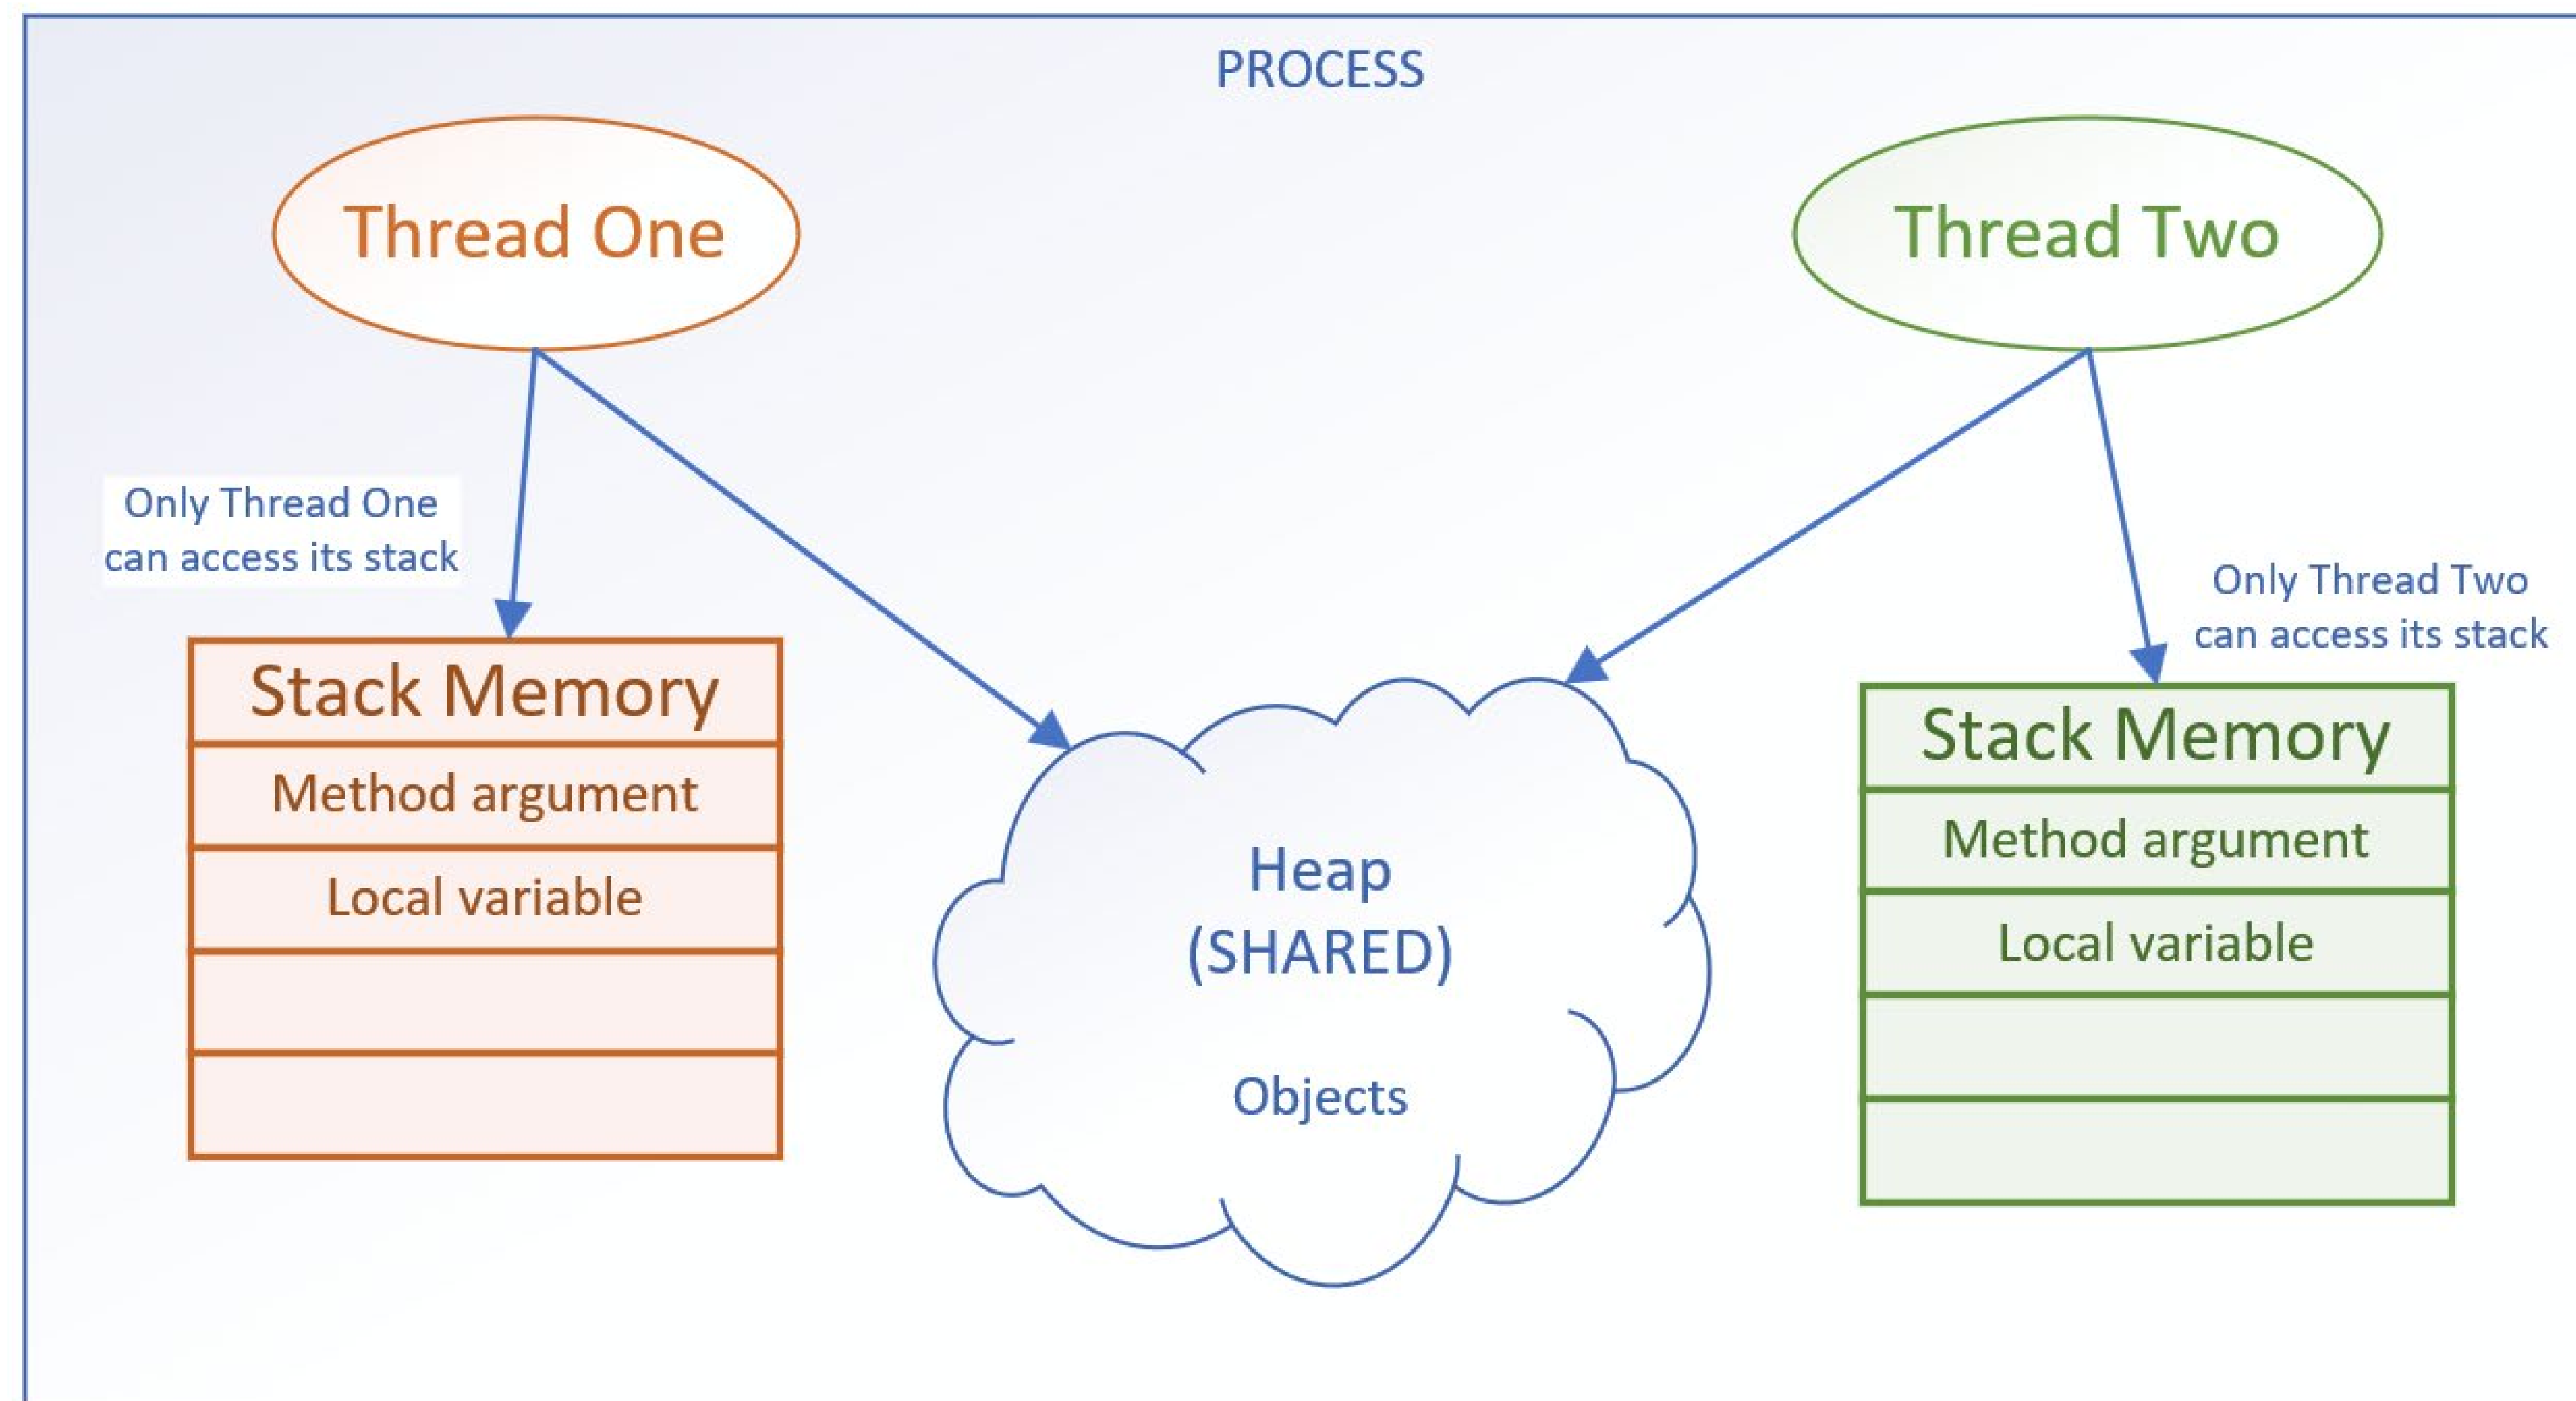 PROCESS
Thread One
Thread Two
Only Thread One
can access its stack
Only Thread Two
can access its stack
Stack Memory
Method argument
Local variable
Heap
(SHARED)
Objects
Stack Memory
Method argument
Local variable